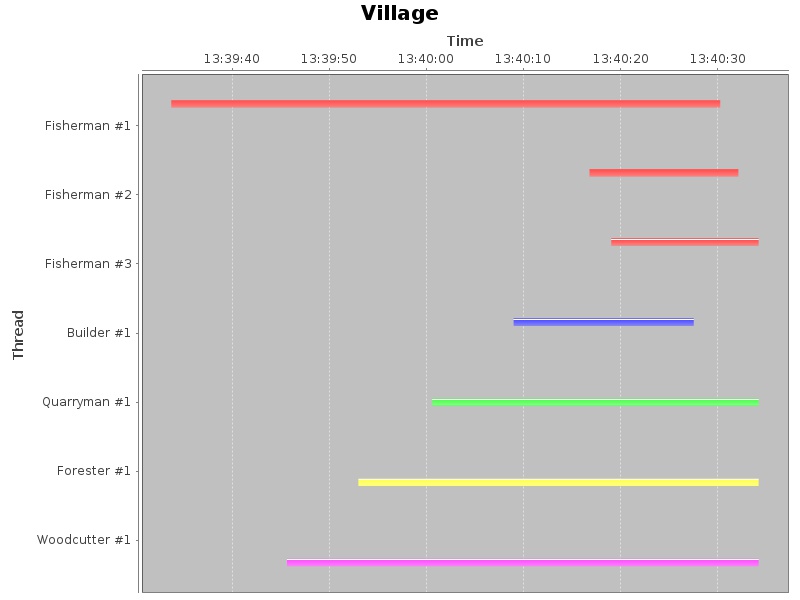 Village
Time
13:39:40 13:39:50 13:40:00 13:40:10 13:40:20 13:40:30
Thread
Fisherman #1
Fisherman #2
Fisherman #3
Builder #1
Quarryman #1
Forester #1
Woodcutter #1